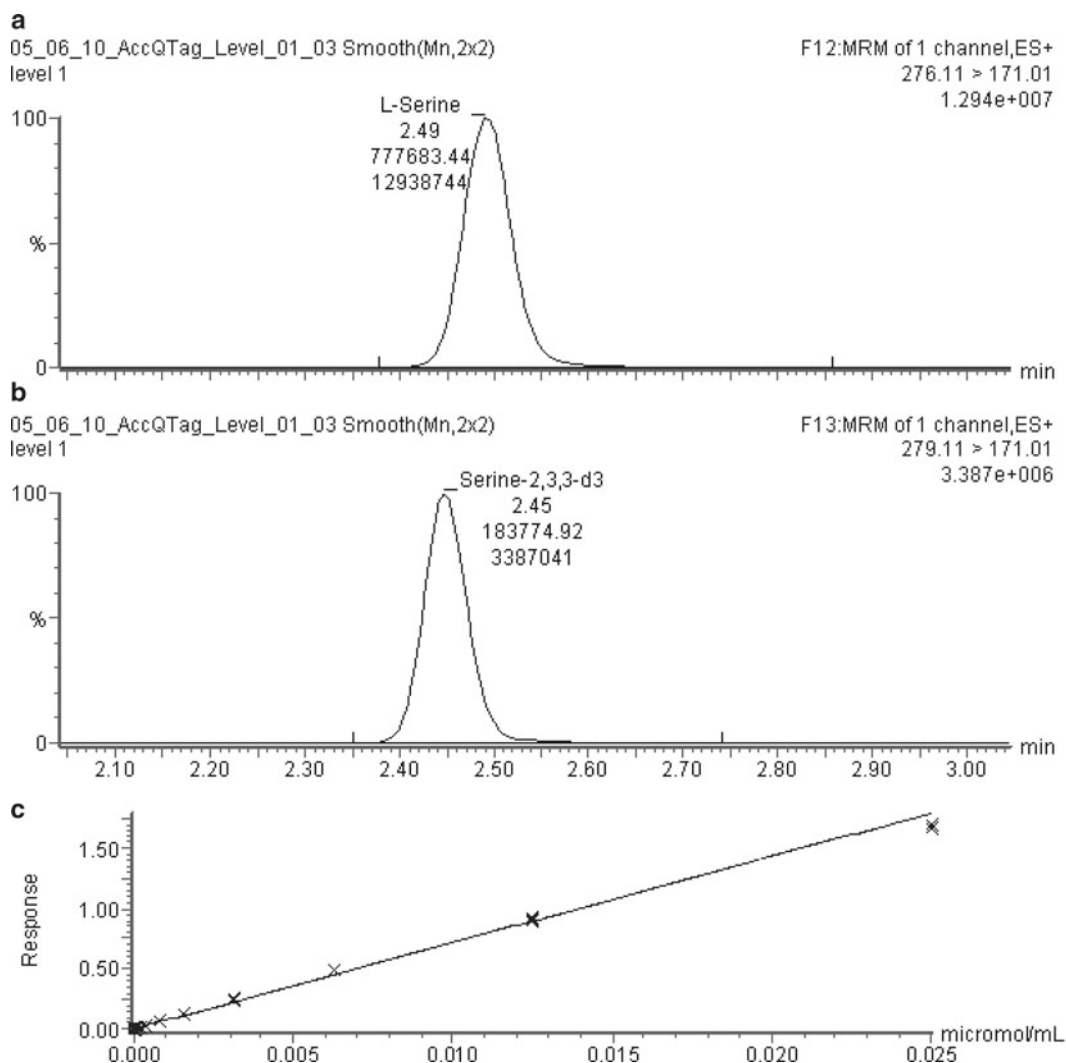 a
05_06_10_AccQTag_Level_01_03 Smooth(Mn,2x2)
F12:MRM of 1 channel,ES+
level 1
276.11 > 171.01
1.294e+007
L-Serine
2.49
777683.44
12938744
100
%
0
min
b
05_06_10_AccQTag_Level_01_03 Smooth(Mn,2x2)
F13:MRM of 1 channel,ES+
level 1
279.11 > 171.01
3.387e+006
Serine-2,3,3-d3
2.45
183774.92
3387041
100
%
0
min
2.10 2.20 2.30 2.40 2.50 2.60 2.70 2.80 2.90 3.00
c
1.50
1.00
0.50
0.00
Response
micromol/mL
0.000 0.005 0.010 0.015 0.020 0.025